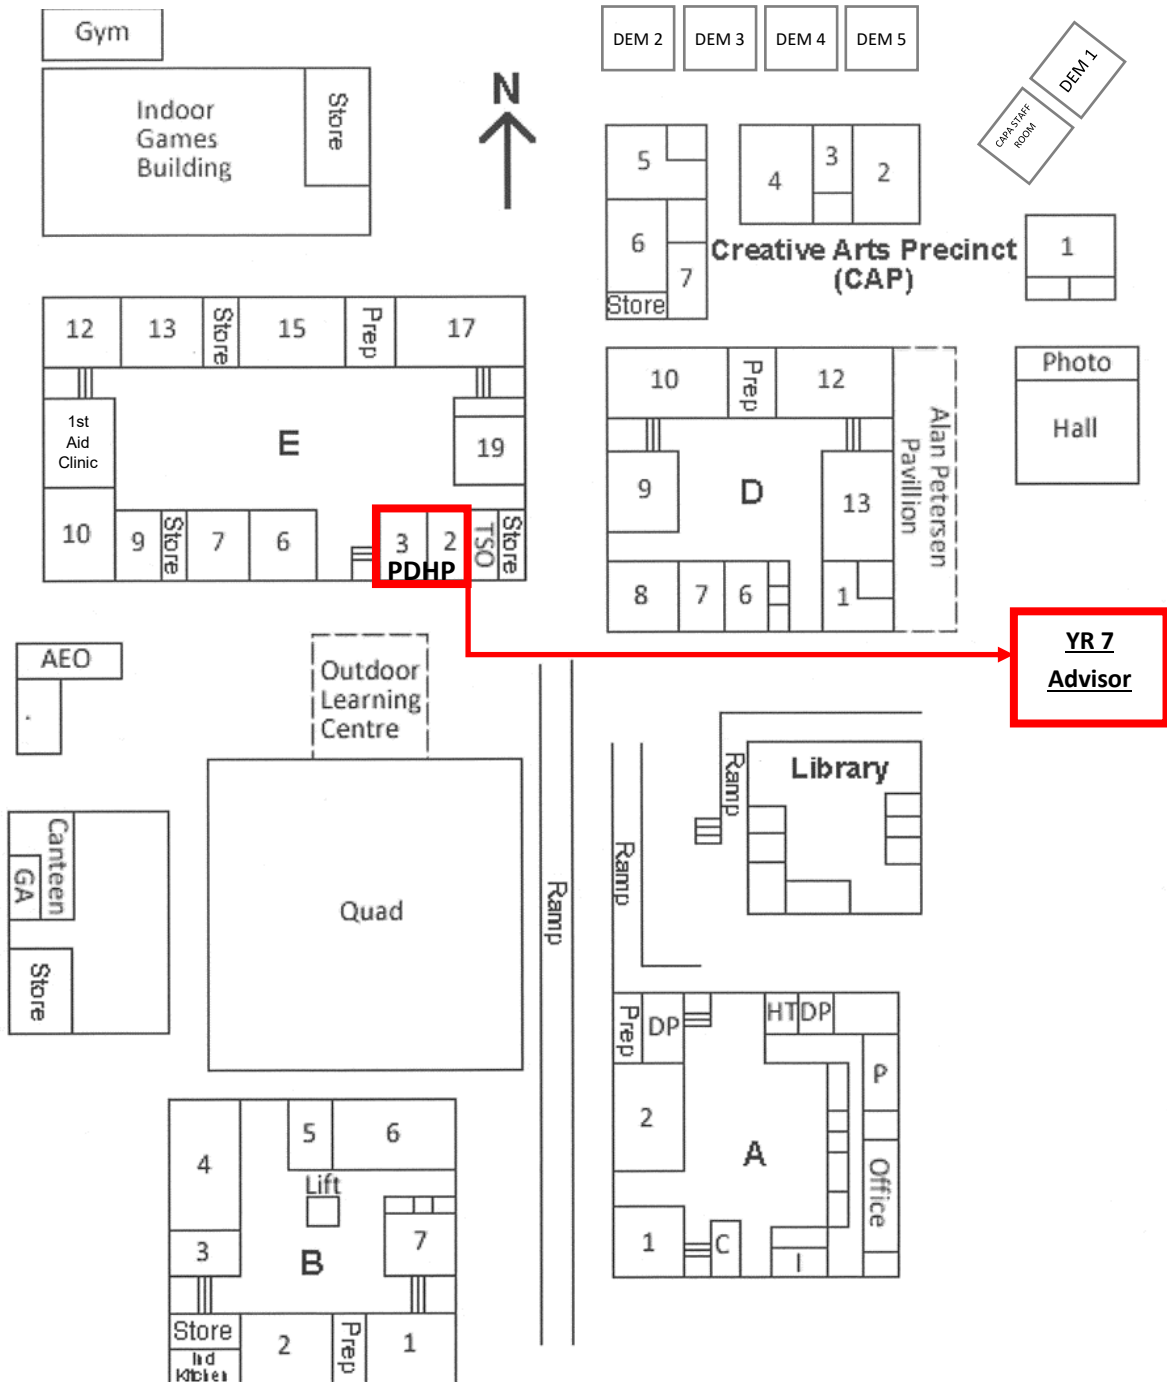 Gym
DEM 2
DEM 3
DEM 4
DEM 5
DEM 1
CAPA STAFF
ROOM
Indoor
Games
Building
Store
N
5
4
3
2
6
7
Store
Creative Arts Precinct
(CAP)
1
12
13
Store
15
Prep
17
1st
Aid
Clinic
E
19
10
9
Store
7
6
3
2
PDHP
TSO
Store
10
Prep
12
Alan Petersen
Pavillion
Photo
Hall
9
D
13
8
7
6
1
YR 7
Advisor
AEO
Outdoor
Learning
Centre
Ramp
Library
Ramp
Canteen
GA
Store
Quad
Ramp
Prep
DP
HT
DP
P
2
A
Office
1
C
I
4
5
6
Lift
3
B
7
Store
Ind
Kitchen
2
Prep
1